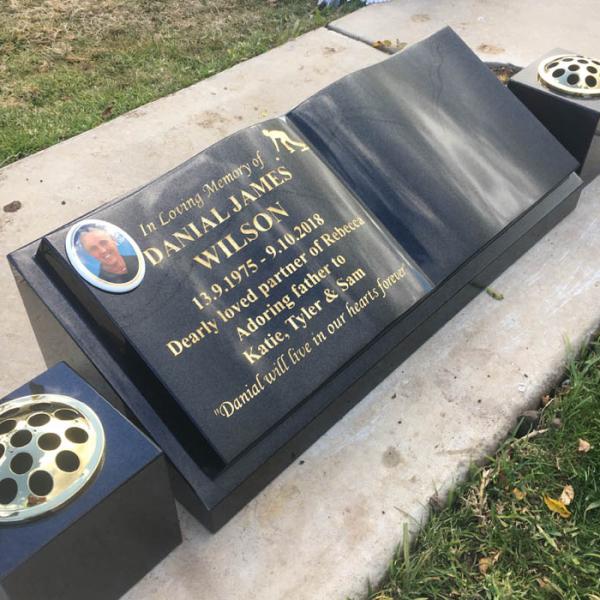 In Loving Memory of
DANIAL JAMES
WILSON
13.9.1975 - 9.10.2018
Dearly loved partner of Rebecca
Adoring father to
Katie, Tyler & Sam
"Danial will live in our hearts forever"